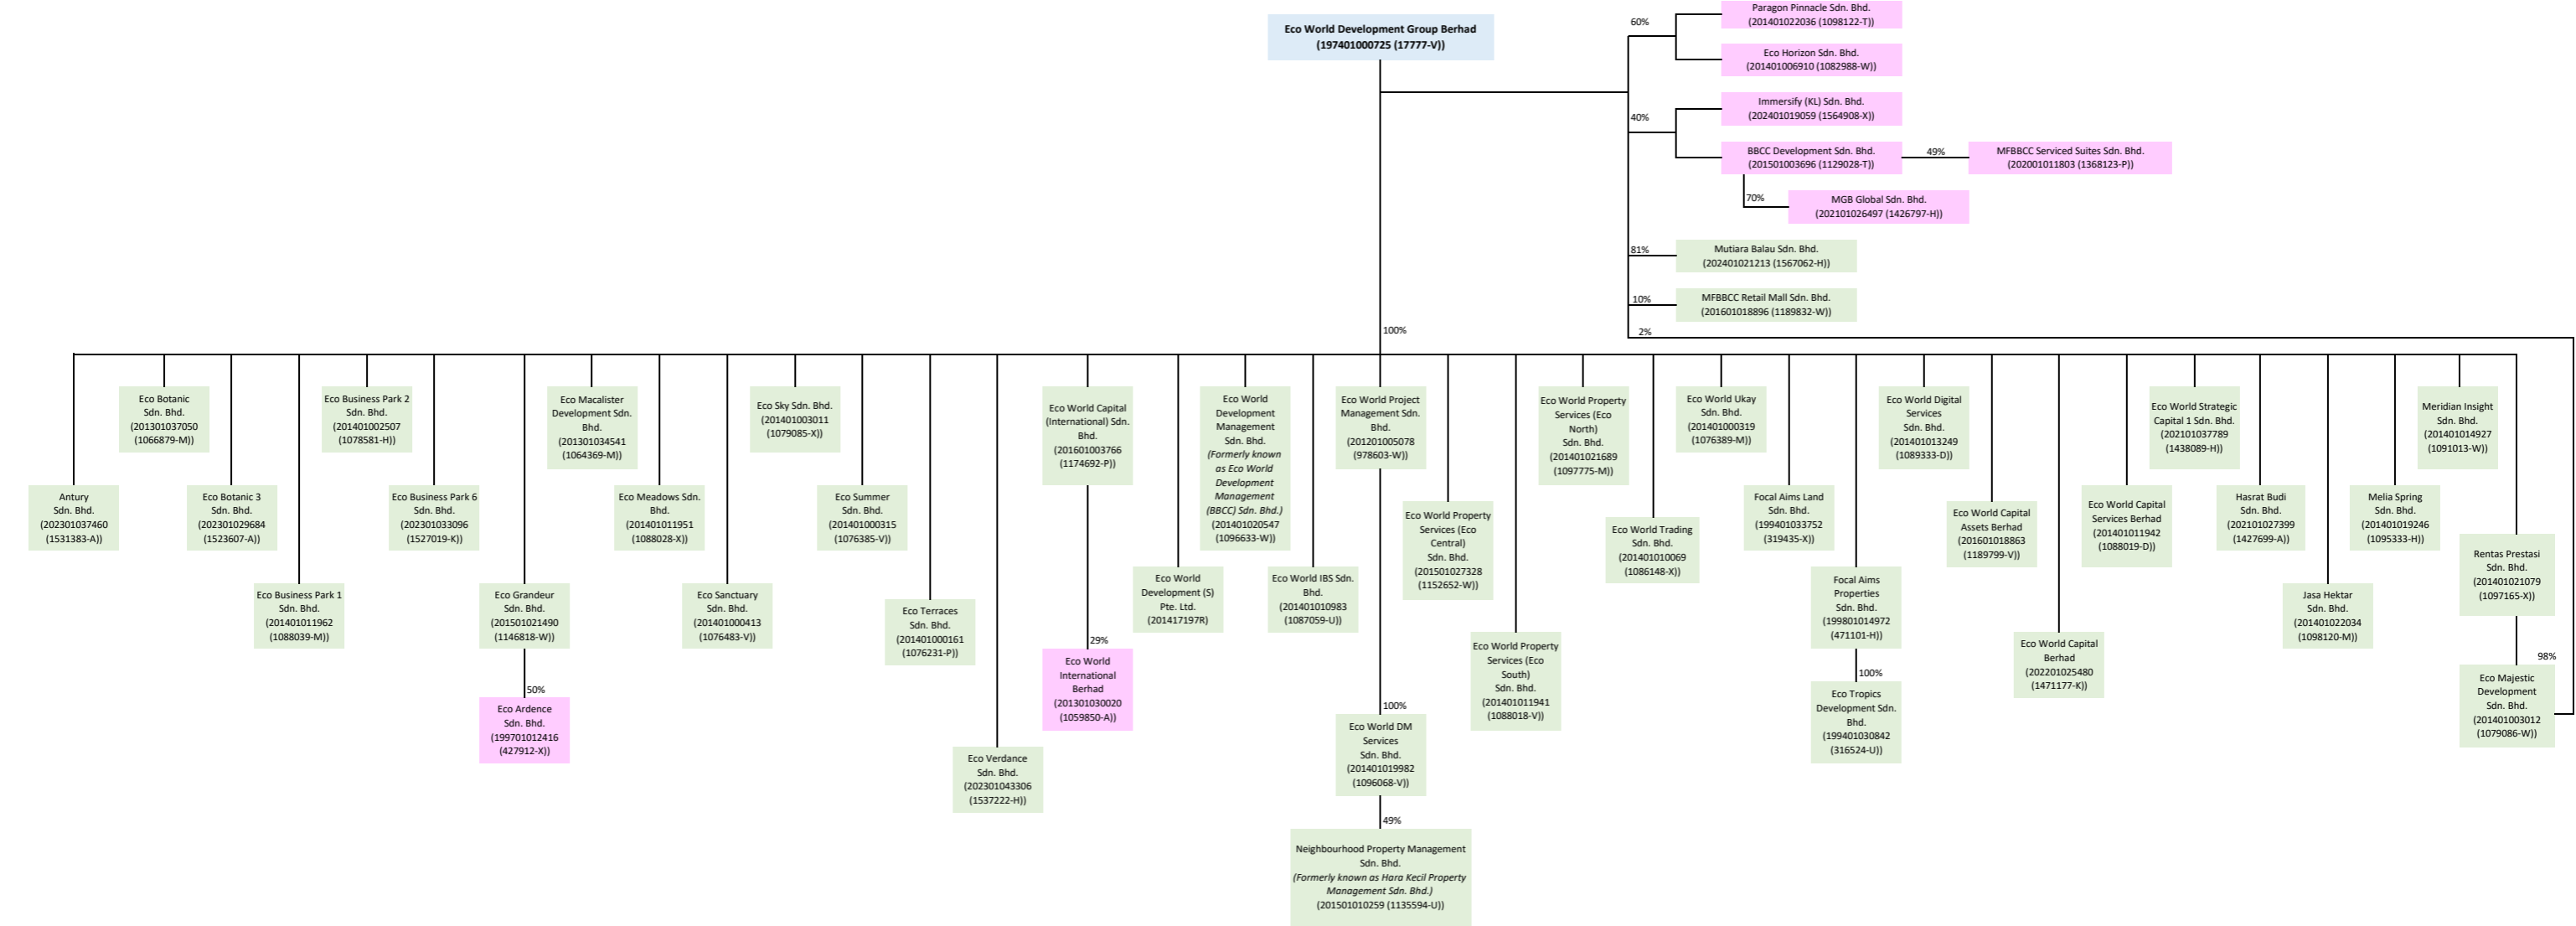 Eco World Development Group Berhad
(197401000725 (17777-V))
60%
Paragon Pinnacle Sdn. Bhd.
(201401022036 (1098122-T))
Eco Horizon Sdn. Bhd.
(201401006910 (1082988-W))
40%
Immersify (KL) Sdn. Bhd.
(202401019059 (1564908-X))
BBCC Development Sdn. Bhd.
(201501003696 (1129028-T))
49%
MFBBCC Serviced Suites Sdn. Bhd.
(202001011803 (1368123-P))
70%
MGB Global Sdn. Bhd.
(202101026497 (1426797-H))
81%
Mutiara Balau Sdn. Bhd.
(202401021213 (1567062-H))
10%
MFBBCC Retail Mall Sdn. Bhd.
(201601018896 (1189832-W))
2%
100%
Antury
Sdn. Bhd.
(202301037460
(1531383-A))
Eco Botanic
Sdn. Bhd.
(201301037050
(1066879-M))
Eco Botanic 3
Sdn. Bhd.
(202301029684
(1523607-A))
Eco Business Park 1
Sdn. Bhd.
(201401011962
(1088039-M))
Eco Business Park 2
Sdn. Bhd.
(201401002507
(1078581-H))
Eco Business Park 6
Sdn. Bhd.
(202301033096
(1527019-K))
Eco Grandeur
Sdn. Bhd.
(201501021490
(1146818-W))
50%
Eco Ardence
Sdn. Bhd.
(199701012416
(427912-X))
Eco Macalister
Development Sdn.
Bhd.
(201301034541
(1064369-M))
Eco Meadows Sdn.
Bhd.
(201401011951
(1088028-X))
Eco Sanctuary
Sdn. Bhd.
(201401000413
(1076483-V))
Eco Sky Sdn. Bhd.
(201401003011
(1079085-X))
Eco Summer
Sdn. Bhd.
(201401000315
(1076385-V))
Eco Terraces
Sdn. Bhd.
(201401000161
(1076231-P))
Eco Verdance
Sdn. Bhd.
(202301043306
(1537222-H))
Eco World Capital
(International) Sdn.
Bhd.
(201601003766
(1174692-P))
29%
Eco World
International
Berhad
(201301030020
(1059850-A))
Eco World
Development (S)
Pte. Ltd.
(201417197R)
Eco World
Development
Management
Sdn. Bhd.
(Formerly known
as Eco World
Development
Management
(BBCC) Sdn. Bhd.)
(201401020547
(1096633-W))
Eco World IBS Sdn.
Bhd.
(201401010983
(1087059-U))
Eco World Project
Management Sdn.
Bhd.
(201201005078
(978603-W))
100%
Eco World DM
Services
Sdn. Bhd.
(201401019982
(1096068-V))
49%
Neighbourhood Property Management
Sdn. Bhd.
(Formerly known as Hara Kecil Property
Management Sdn. Bhd.)
(201501010259 (1135594-U))
Eco World Property
Services (Eco
Central)
Sdn. Bhd.
(201501027328
(1152652-W))
Eco World Property
Services (Eco
South)
Sdn. Bhd.
(201401011941
(1088018-V))
Eco World Property
Services (Eco
North)
Sdn. Bhd.
(201401021689
(1097775-M))
Eco World Trading
Sdn. Bhd.
(201401010069
(1086148-X))
Eco World Ukay
Sdn. Bhd.
(201401000319
(1076389-M))
Focal Aims Land
Sdn. Bhd.
(199401033752
(319435-X))
Focal Aims
Properties
Sdn. Bhd.
(199801014972
(471101-H))
100%
Eco Tropics
Development Sdn.
Bhd.
(199401030842
(316524-U))
Eco World Digital
Services
Sdn. Bhd.
(201401013249
(1089333-D))
Eco World Capital
Assets Berhad
(201601018863
(1189799-V))
Eco World Capital
Berhad
(202201025480
(1471177-K))
Eco World Capital
Services Berhad
(201401011942
(1088019-D))
Eco World Strategic
Capital 1 Sdn. Bhd.
(202101037789
(1438089-H))
Hasrat Budi
Sdn. Bhd.
(202101027399
(1427699-A))
Jasa Hektar
Sdn. Bhd.
(201401022034
(1098120-M))
Melia Spring
Sdn. Bhd.
(201401019246
(1095333-H))
Meridian Insight
Sdn. Bhd.
(201401014927
(1091013-W))
Rentas Prestasi
Sdn. Bhd.
(201401021079
(1097165-X))
98%
Eco Majestic
Development
Sdn. Bhd.
(201401003012
(1079086-W))